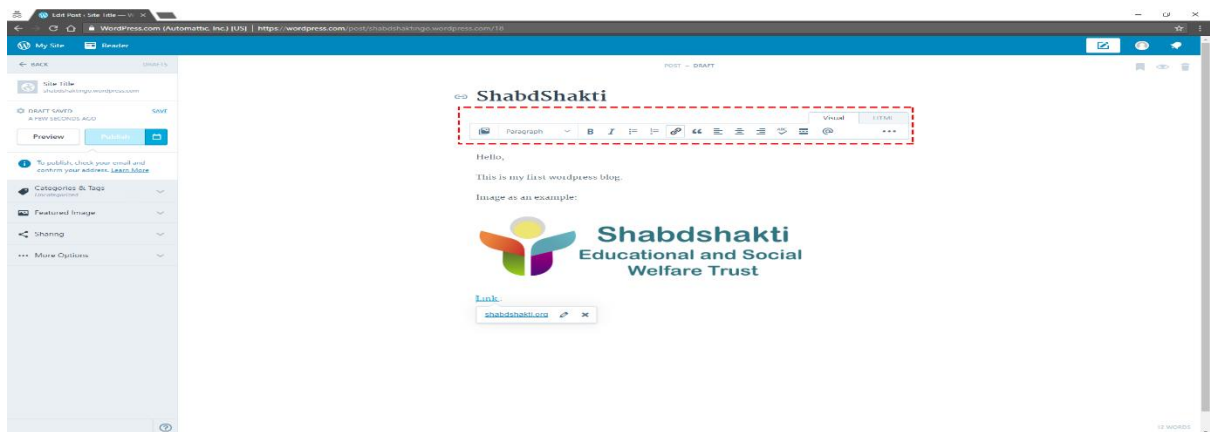 Edit Post ‹ Site Title — W
WordPress.com (Automattic, Inc.) [US] | https://wordpress.com/post/shabdshaktingo.wordpress.com/18
My Site Reader
BACK DRAFTS
POST – DRAFT
Site Title
shabdshaktingo.wordpress.com
ShabdShakti
DRAFT SAVED SAVE
A FEW SECONDS AGO
Visual HTML
Preview Publish
Paragraph B I
Hello,
To publish, check your email and
confirm your address. Learn More
This is my first wordpress blog.
Categories & Tags
Uncategorized
Image as an example:
Featured Image
Sharing
More Options
Shabdshakti
Educational and Social
Welfare Trust
Link:
shabdshakti.org
12 WORDS